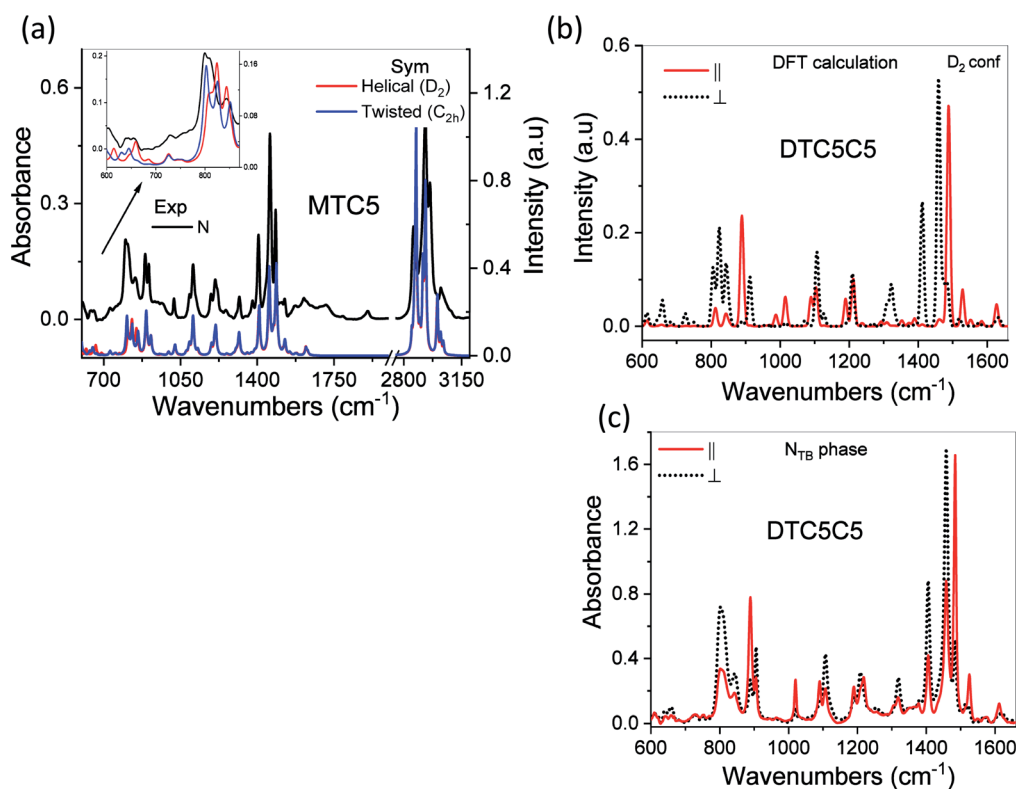 (a)
0.6
0.3
0.0
Absorbance
0.2
0.1
0.0
0.16
0.08
0.00
600 700 800
Sym
Helical (D2)
Twisted (C2h)
Exp
N
MTC5
1.2
0.8
0.4
0.0
Intensity (a.u)
700 1050 1400 1750 2800 3150
Wavenumbers (cm-1)
(b)
||
⊥
DFT calculation
D2 conf
DTC5C5
0.6
0.4
0.2
0.0
Intensity (a.u)
600 800 1000 1200 1400 1600
Wavenumbers (cm-1)
(c)
||
⊥
NTB phase
DTC5C5
1.6
1.2
0.8
0.4
0.0
Absorbance
600 800 1000 1200 1400 1600
Wavenumbers (cm-1)